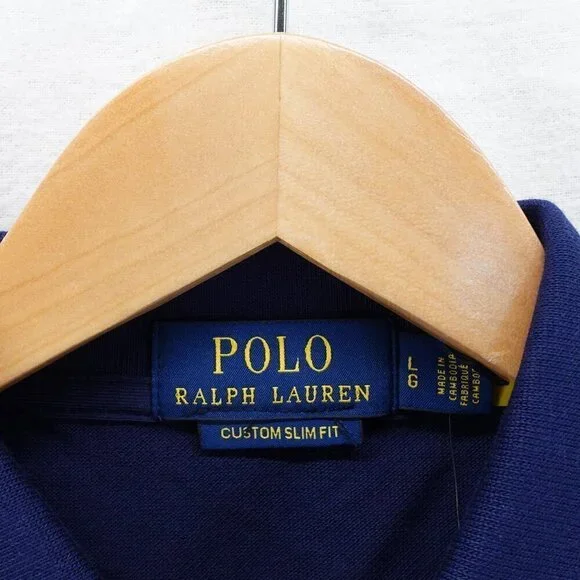 POLO
RALPH LAUREN
CUSTOM SLIM FIT
L
G
MADE IN
CAMBODIA
FABRIQUÉ